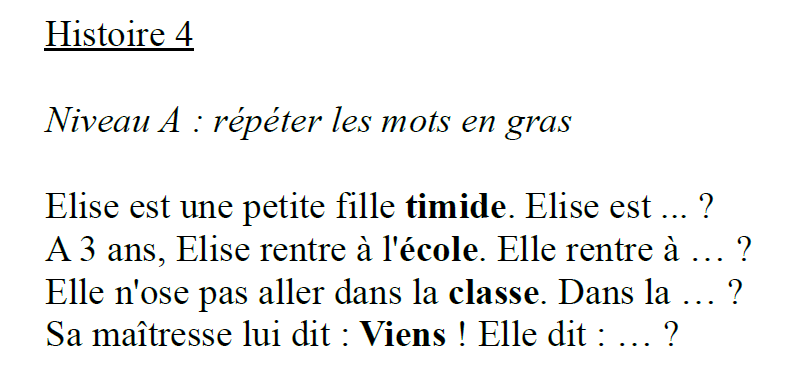 Histoire 4
Niveau A : répéter les mots en gras
Elise est une petite fille timide. Elise est ... ?
A 3 ans, Elise rentre à l'école. Elle rentre à … ?
Elle n'ose pas aller dans la classe. Dans la … ?
Sa maîtresse lui dit : Viens ! Elle dit : … ?